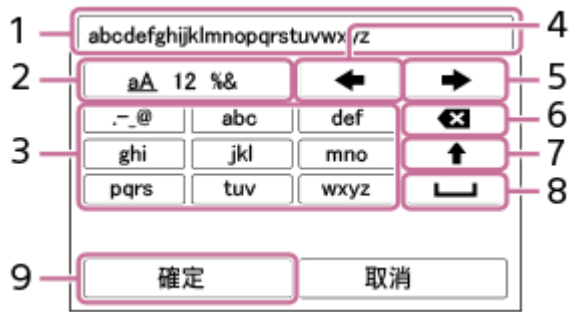 1 abcdefghijklmnopqrstuvwxyz 4
2 aA 12 %& 5
.-_@ abc def 6
3 ghi jkl mno 7
pqrs tuv wxyz 8
9 確定 取消